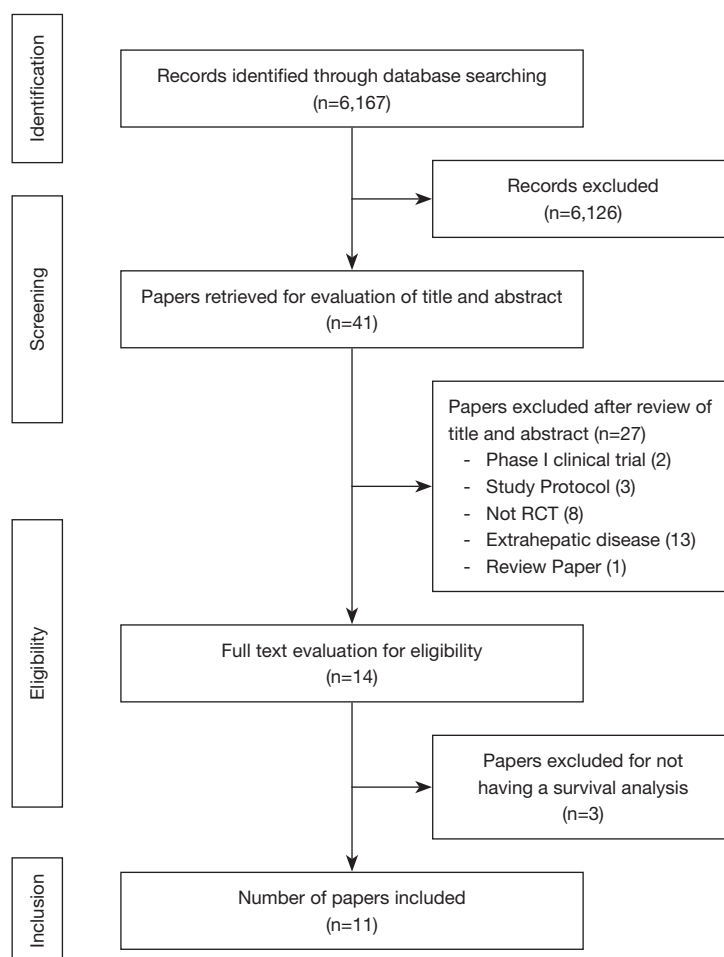 Identification
Records identified through database searching
(n=6,167)
Records excluded
(n=6,126)
Screening
Papers retrieved for evaluation of title and abstract
(n=41)
Papers excluded after review of
title and abstract (n=27)
- Phase I clinical trial (2)
- Study Protocol (3)
- Not RCT (8)
- Extrahepatic disease (13)
- Review Paper (1)
Eligibility
Full text evaluation for eligibility
(n=14)
Papers excluded for not
having a survival analysis
(n=3)
Inclusion
Number of papers included
(n=11)